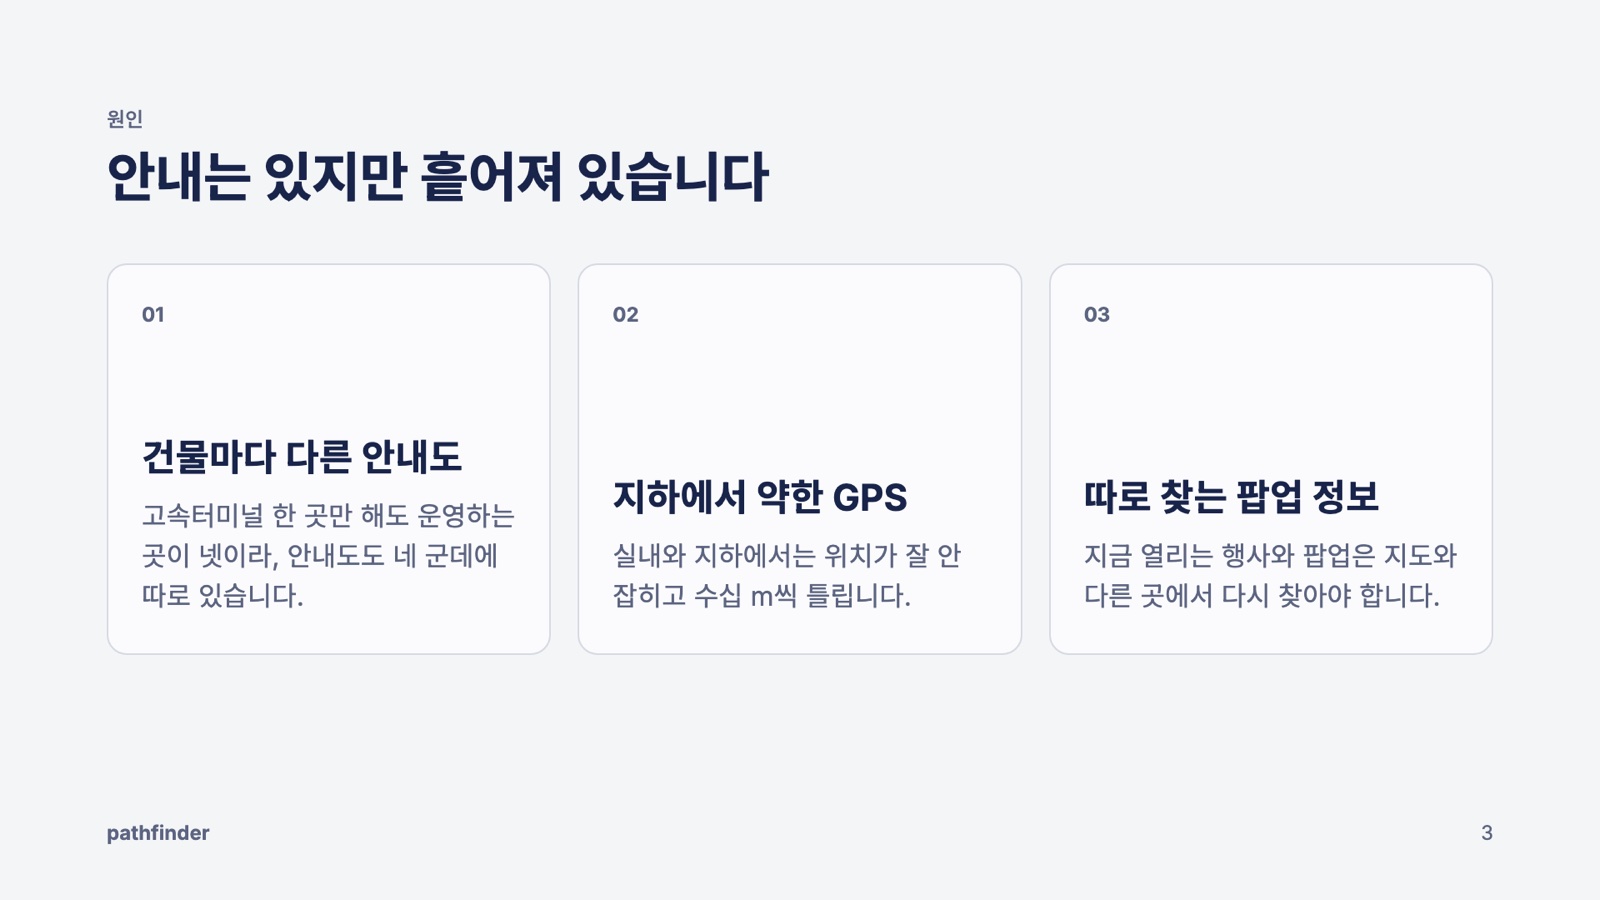 원인
안내는 있지만 흩어져 있습니다
01
건물마다 다른 안내도
고속터미널 한 곳만 해도 운영하는
곳이 넷이라, 안내도도 네 군데에
따로 있습니다.
02
지하에서 약한 GPS
실내와 지하에서는 위치가 잘 안
잡히고 수십 m씩 틀립니다.
03
따로 찾는 팝업 정보
지금 열리는 행사와 팝업은 지도와
다른 곳에서 다시 찾아야 합니다.
pathfinder
3